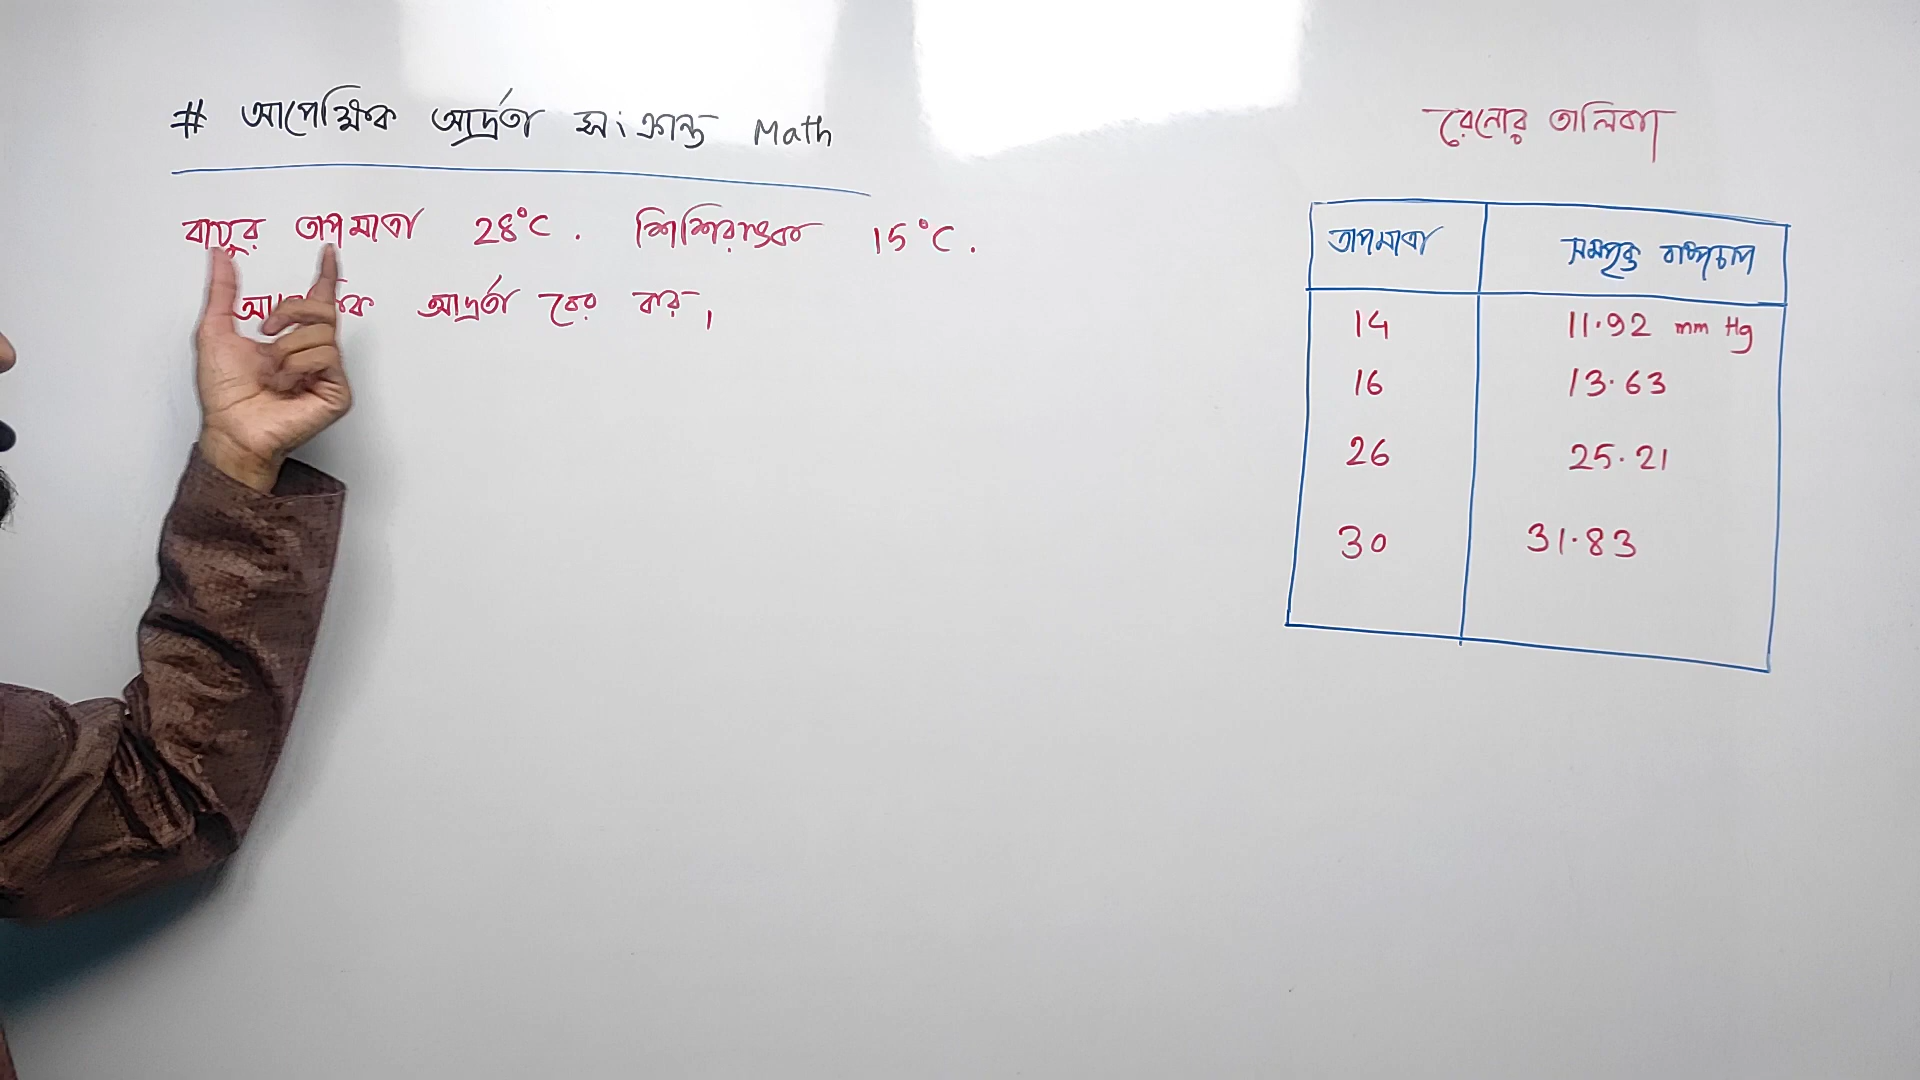 # আপেক্ষিক আর্দ্রতা সংক্রান্ত Math
বায়ুর তাপমাত্রা 28°C. শিশিরাঙ্ক 15°C.
আর্দ্রতা বের কর,
রেনোর তালিকা
তাপমাত্রা সম্পৃক্ত বাষ্পচাপ
14 11.92 mm Hg
16 13.63
26 25.21
30 31.83